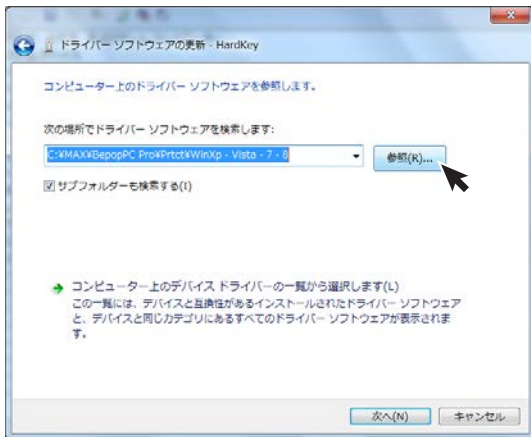 ドライバー ソフトウェアの更新 - HardKey
コンピューター上のドライバー ソフトウェアを参照します。
次の場所でドライバー ソフトウェアを検索します:
C:¥MAX¥BepopPC Pro¥Prtct¥WinXp - Vista - 7 - 8
参照(R)...
サブフォルダーも検索する(I)
コンピューター上のデバイス ドライバーの一覧から選択します(L)
この一覧には、デバイスと互換性があるインストールされたドライバー ソフトウェア
と、デバイスと同じカテゴリにあるすべてのドライバー ソフトウェアが表示されま
す。
次へ(N)
キャンセル